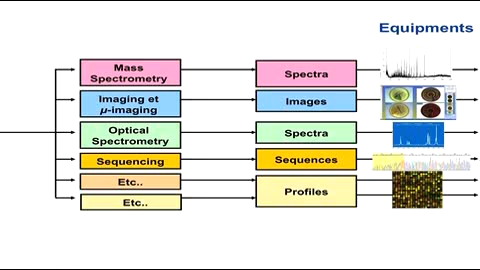 Equipments
Mass
Spectrometry
Spectra
Imaging et
µ-imaging
Images
Optical
Spectrometry
Spectra
Sequencing
Sequences
Etc..
Profiles
Etc..